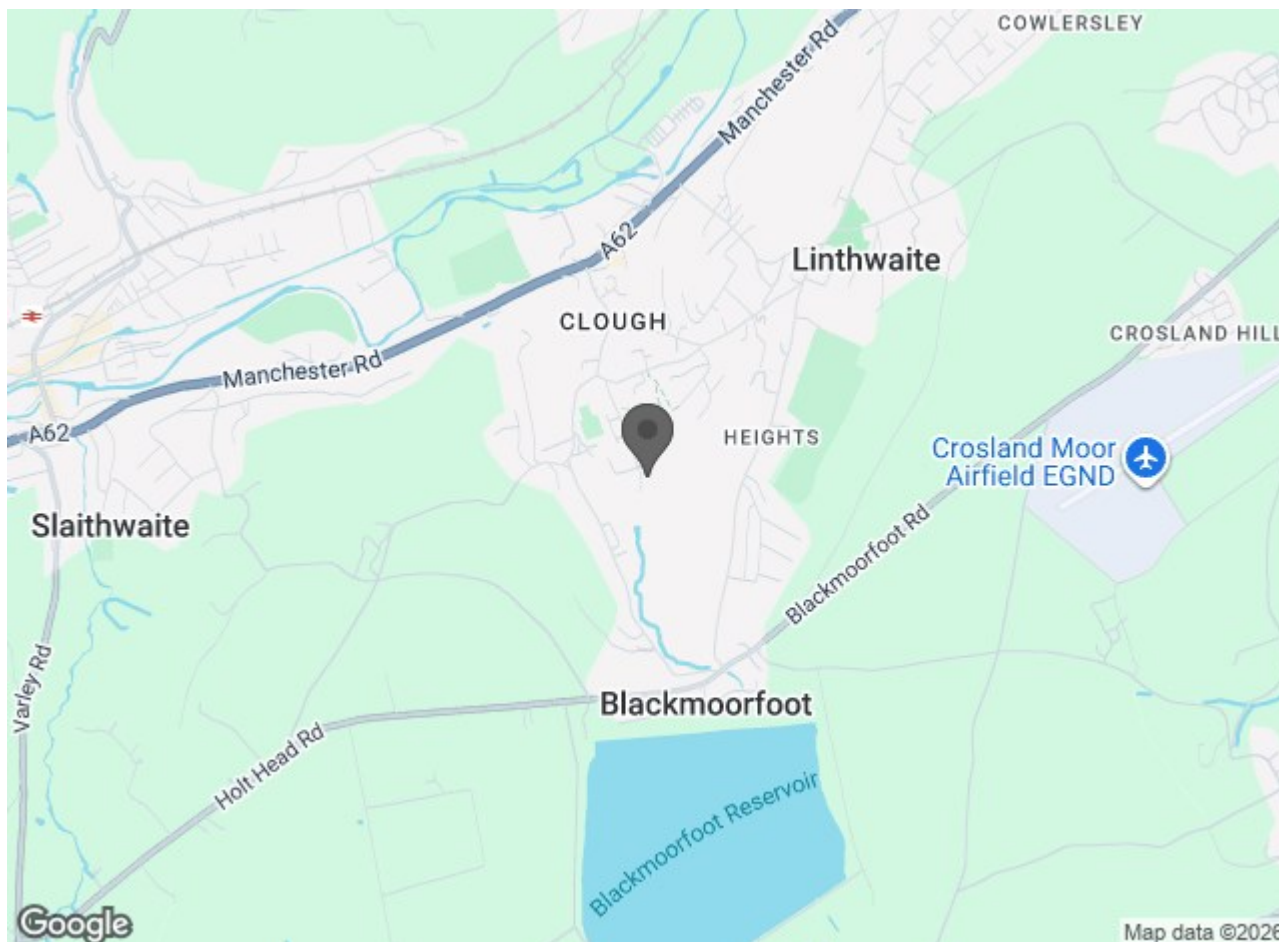 COWLERSLEY
Manchester Rd
A62
Linthwaite
CLOUGH
CROSLAND HILL
Manchester Rd
A62
HEIGHTS
Crosland Moor
Airfield EGND
Slaithwaite
Blackmoorfoot Rd
Varley Rd
Blackmoorfoot
Holt Head Rd
Blackmoorfoot Reservoir
Google
Map data ©2026